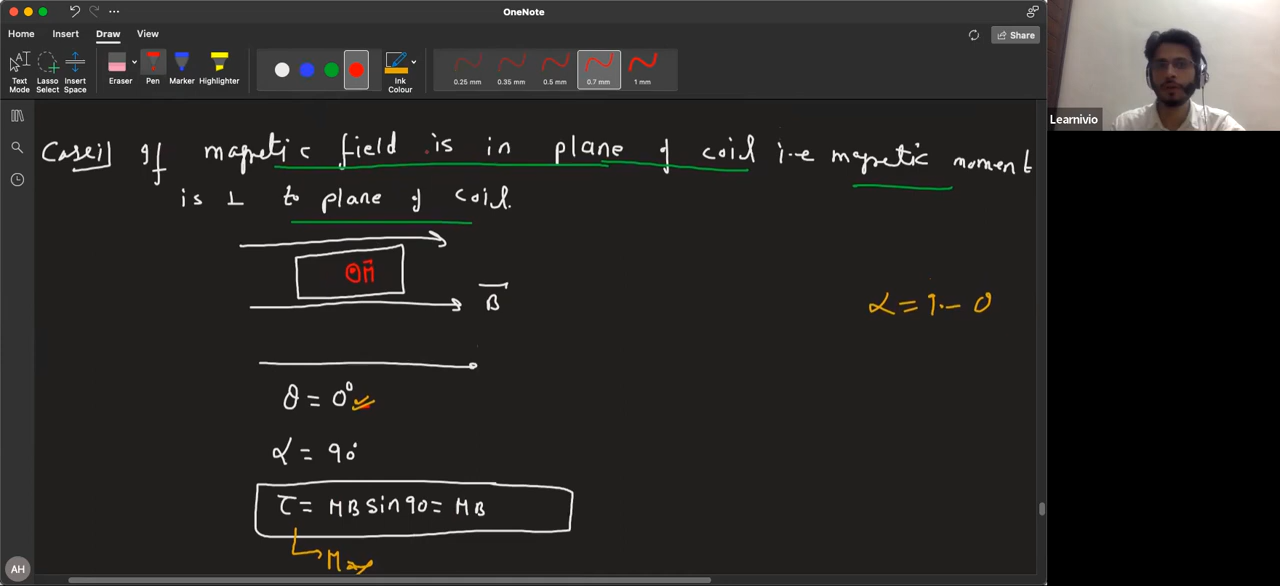 OneNote
Home Insert Draw View
Share
Text Mode
Lasso Select
Insert Space
Eraser
Pen
Marker
Highlighter
Ink Colour
0.25 mm
0.35 mm
0.5 mm
0.7 mm
1 mm
Learnivio
Case ii] If magnetic field is in plane of coil i.e magnetic moment
is ⊥ to plane of coil.
⊙M⃗
B
α = 90 - θ
θ = 0°
α = 90°
τ = MB sin 90 = MB
Max
AH